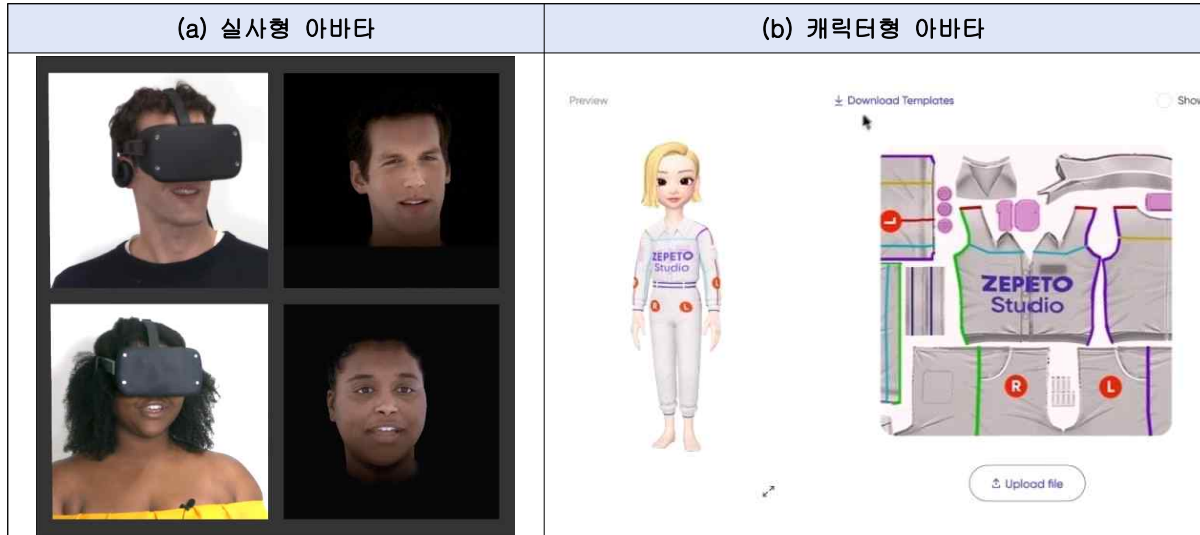 (a) 실사형 아바타
(b) 캐릭터형 아바타
Preview
Download Templates
Show
ZEPETO
Studio
R
L
L
ZEPETO
Studio
R
L
Upload file